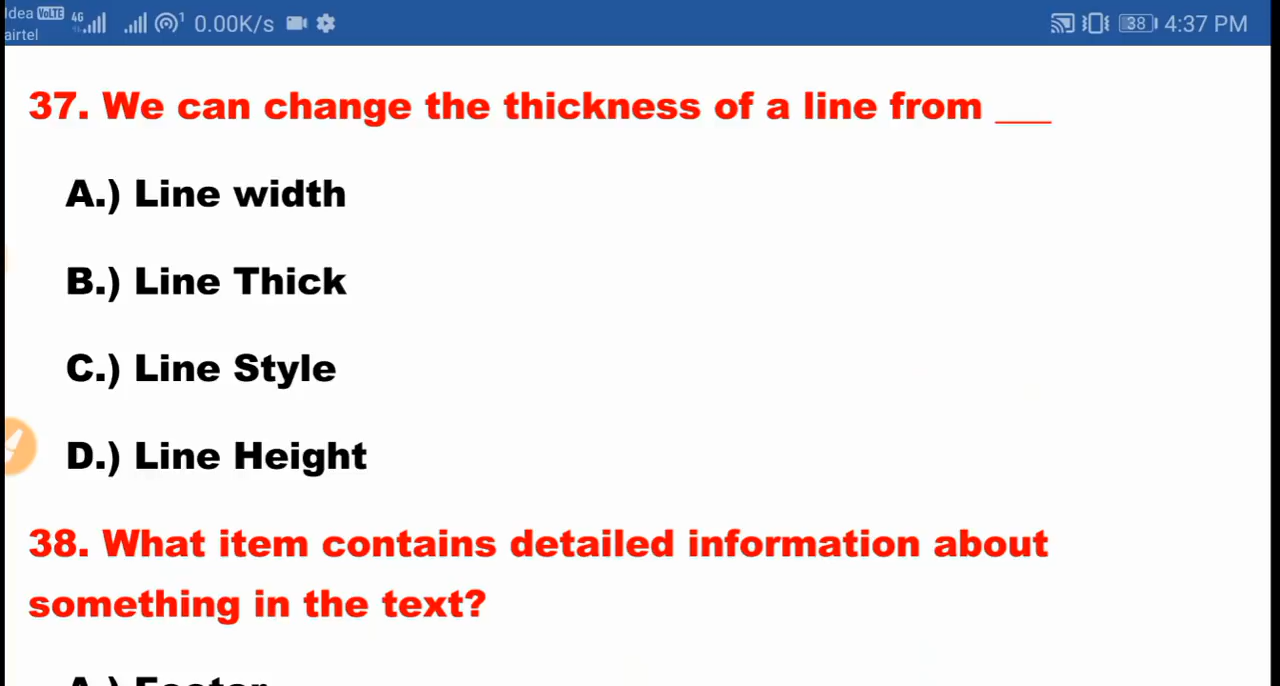 Idea VoLTE 4G 1 0.00K/s 38 4:37 PM
airtel
37. We can change the thickness of a line from ___
A.) Line width
B.) Line Thick
C.) Line Style
D.) Line Height
38. What item contains detailed information about
something in the text?
A.) Footer